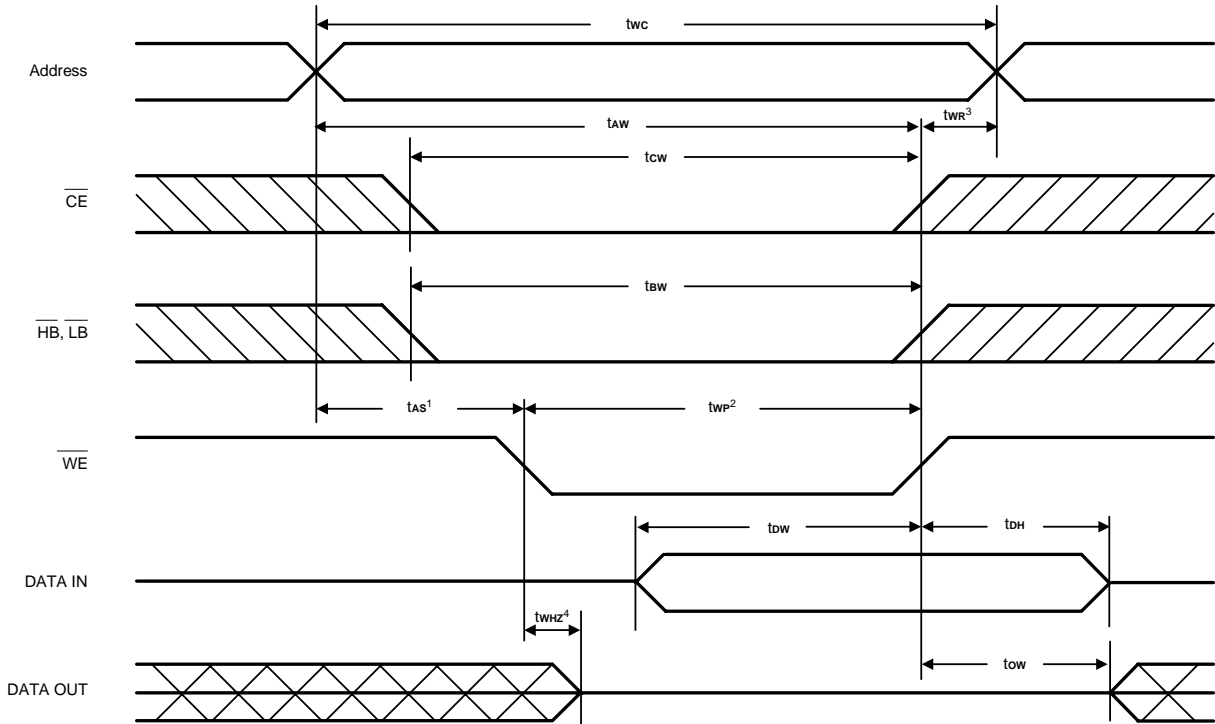 twc
Address
tAW
tWR3
tCW
CE
tBW
HB, LB
tAS1
tWP2
WE
tDW
tDH
DATA IN
tWHZ4
tOW
DATA OUT